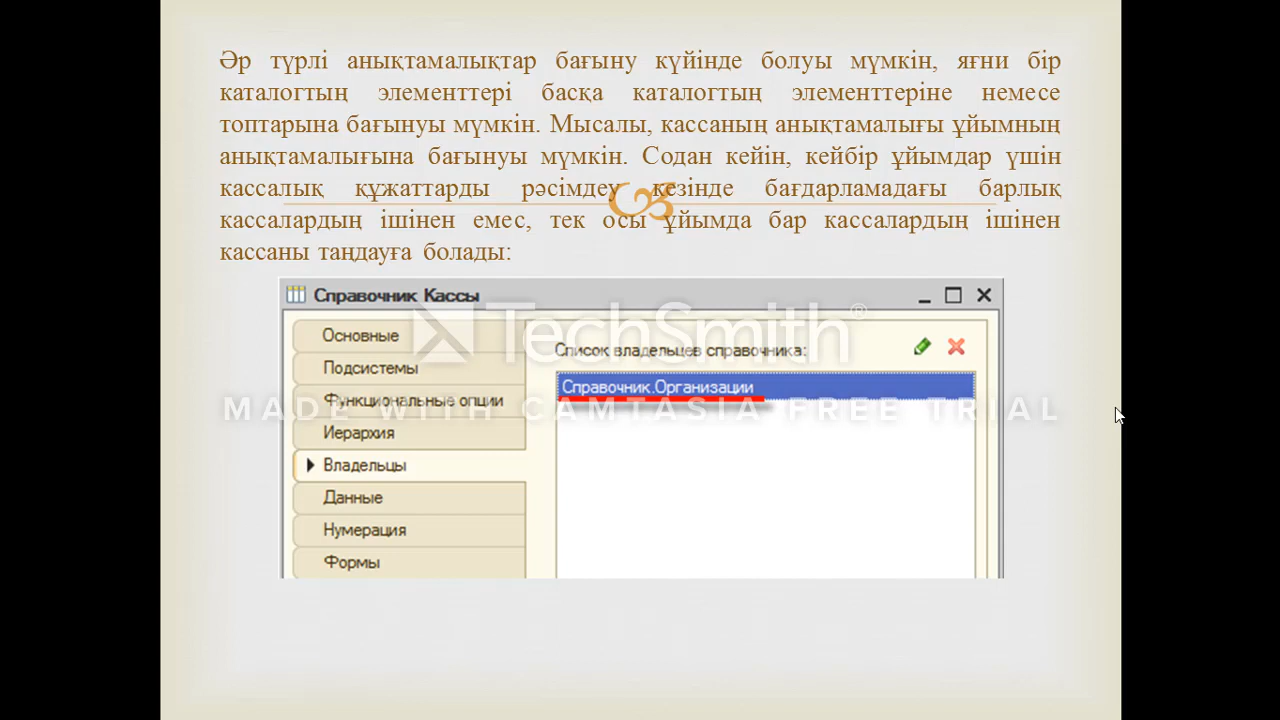 Әр түрлі анықтамалықтар бағыну күйінде болуы мүмкін, яғни бір
каталогтың элементтері басқа каталогтың элементтеріне немесе
топтарына бағынуы мүмкін. Мысалы, кассаның анықтамалығы ұйымның
анықтамалығына бағынуы мүмкін. Содан кейін, кейбір ұйымдар үшін
кассалық құжаттарды рәсімдеу кезінде бағдарламадағы барлық
кассалардың ішінен емес, тек осы ұйымда бар кассалардың ішінен
кассаны таңдауға болады:
Справочник Кассы
TechSmith®
Основные
Список владельцев справочника:
Подсистемы
Справочник.Организации
Функциональные опции
MADE WITH CAMTASIA FREE TRIAL
Иерархия
Владельцы
Данные
Нумерация
Формы